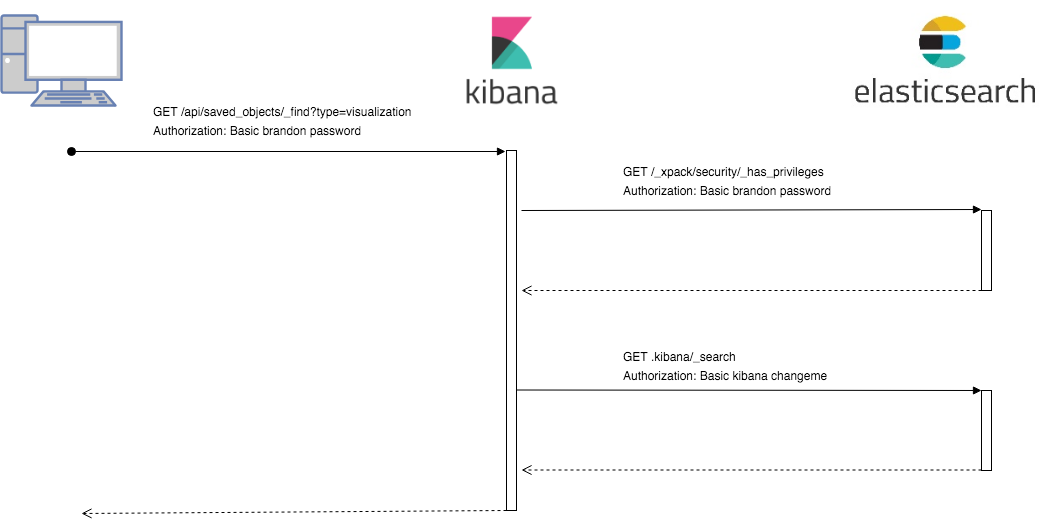 kibana
elasticsearch
GET /api/saved_objects/_find?type=visualization
Authorization: Basic brandon password
GET /_xpack/security/_has_privileges
Authorization: Basic brandon password
GET .kibana/_search
Authorization: Basic kibana changeme